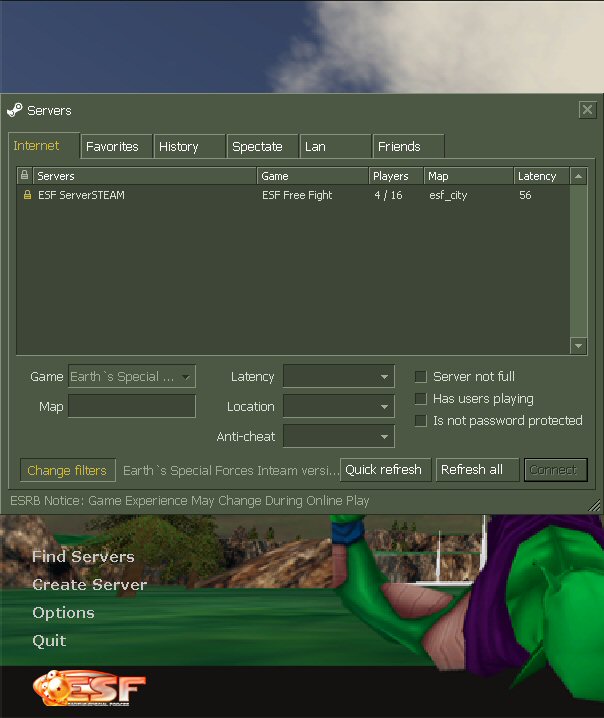 Servers
Internet Favorites History Spectate Lan Friends
Servers Game Players Map Latency
ESF ServerSTEAM ESF Free Fight 4 / 16 esf_city 56
Game Earth`s Special ... Latency Server not full
Map Location Has users playing
Anti-cheat Is not password protected
Change filters Earth`s Special Forces Inteam versi... Quick refresh Refresh all Connect
ESRB Notice: Game Experience May Change During Online Play
Find Servers
Create Server
Options
Quit
ESF
EARTH'S SPECIAL FORCES